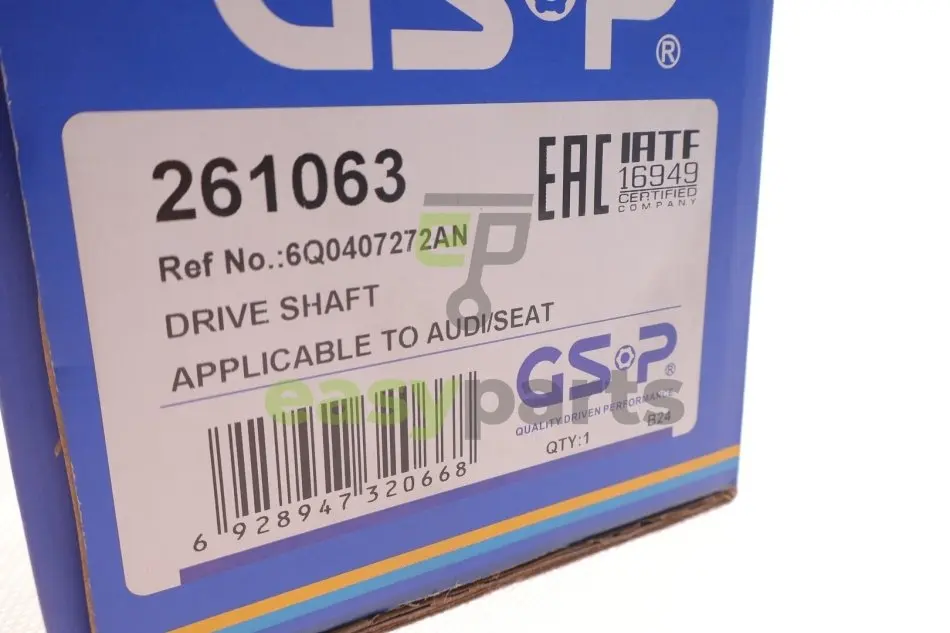 GSP®
261063
EAC
IATF
16949
CERTIFIED
COMPANY
Ref No.:6Q0407272AN
DRIVE SHAFT
APPLICABLE TO AUDI/SEAT
GSP®
QUALITY DRIVEN PERFORMANCE
easyparts
B24
QTY:1
6 928947 320668